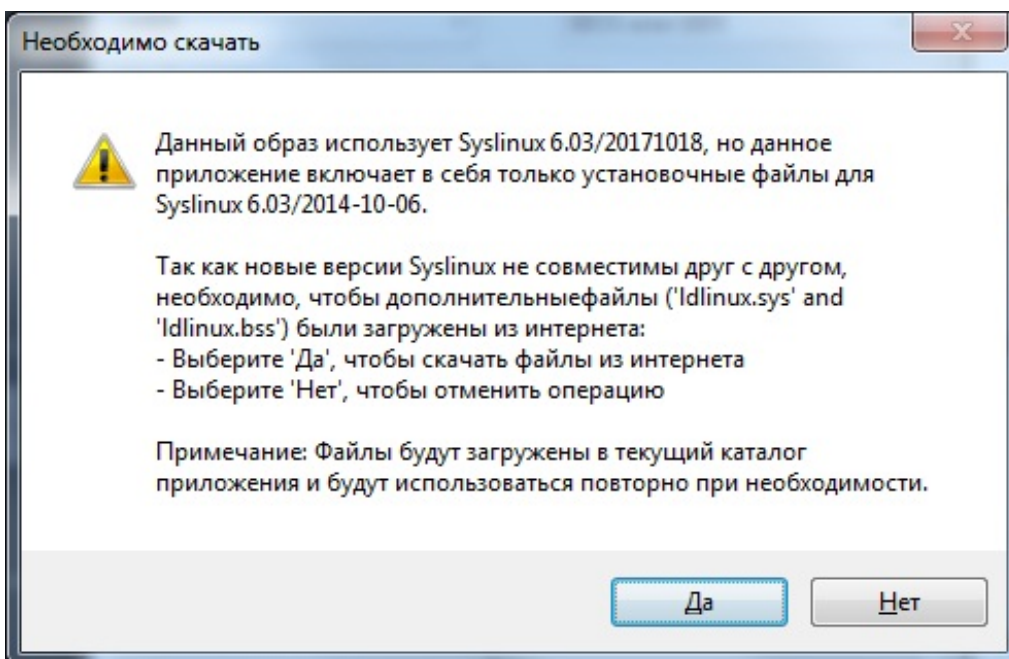 Необходимо скачать
Данный образ использует Syslinux 6.03/20171018, но данное
приложение включает в себя только установочные файлы для
Syslinux 6.03/2014-10-06.
Так как новые версии Syslinux не совместимы друг с другом,
необходимо, чтобы дополнительныефайлы ('ldlinux.sys' and
'ldlinux.bss') были загружены из интернета:
- Выберите 'Да', чтобы скачать файлы из интернета
- Выберите 'Нет', чтобы отменить операцию
Примечание: Файлы будут загружены в текущий каталог
приложения и будут использоваться повторно при необходимости.
Да
Нет